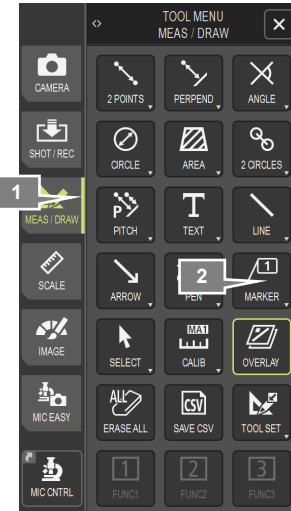 TOOL MENU
MEAS / DRAW
CAMERA
SHOT / REC
1
MEAS / DRAW
SCALE
IMAGE
MIC EASY
MIC CNTRL
2 POINTS
PERPEND
ANGLE
CIRCLE
AREA
2 CIRCLES
P
PITCH
T
TEXT
LINE
ARROW
2
PEN
1
MARKER
SELECT
MA1
CALIB
OVERLAY
ALL
ERASE ALL
CSV
SAVE CSV
TOOL SET
1
FUNC1
2
FUNC2
3
FUNC3